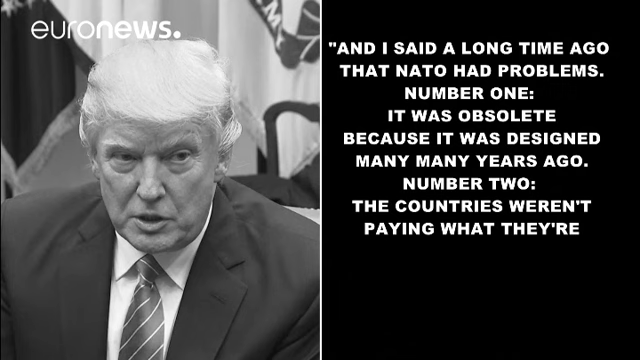 euronews.
"AND I SAID A LONG TIME AGO
THAT NATO HAD PROBLEMS.
NUMBER ONE:
IT WAS OBSOLETE
BECAUSE IT WAS DESIGNED
MANY MANY YEARS AGO.
NUMBER TWO:
THE COUNTRIES WEREN'T
PAYING WHAT THEY'RE